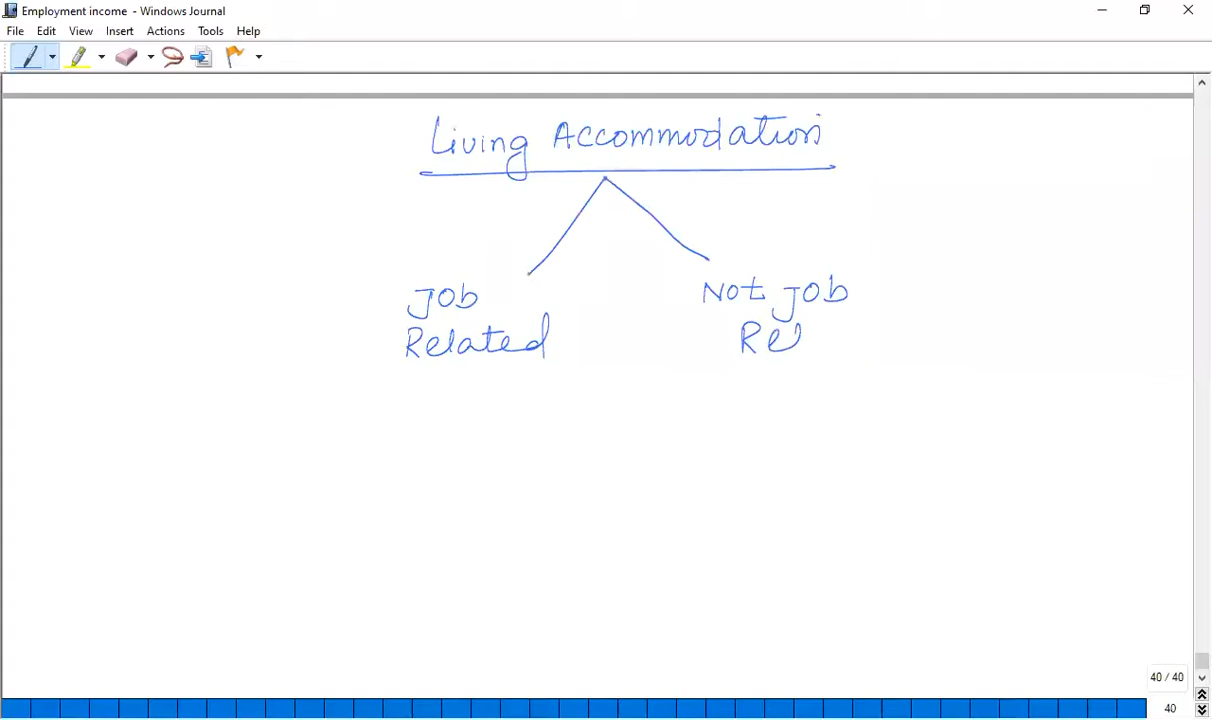 Employment income - Windows Journal
File Edit View Insert Actions Tools Help
Living Accommodation
Job
Related
Not Job
Re
40 / 40
40